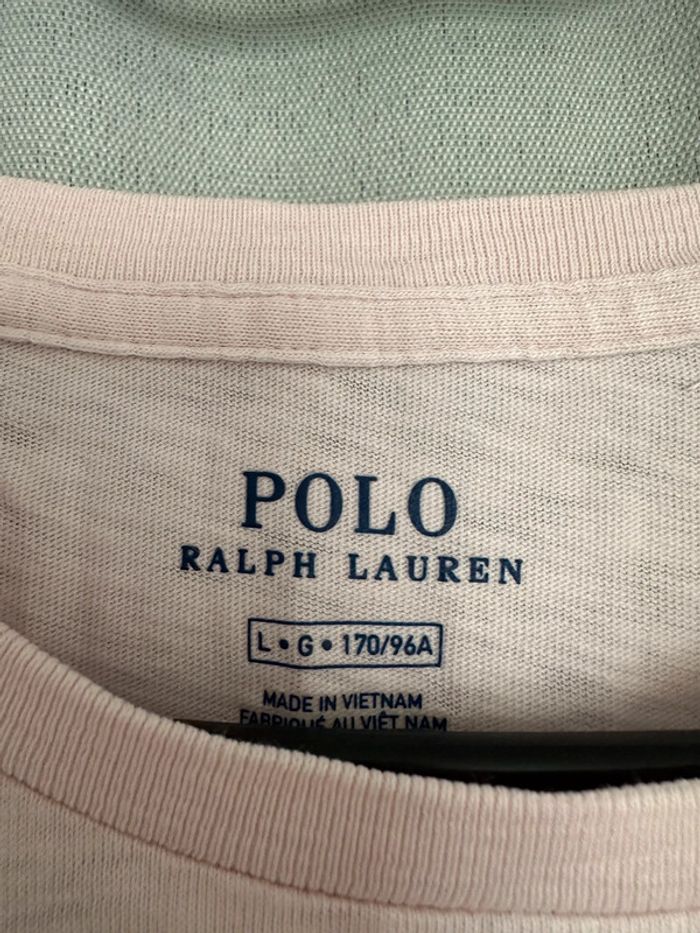 POLO
RALPH LAUREN
L • G • 170/96A
MADE IN VIETNAM
FABRIQUÉ AU VIÊT NAM